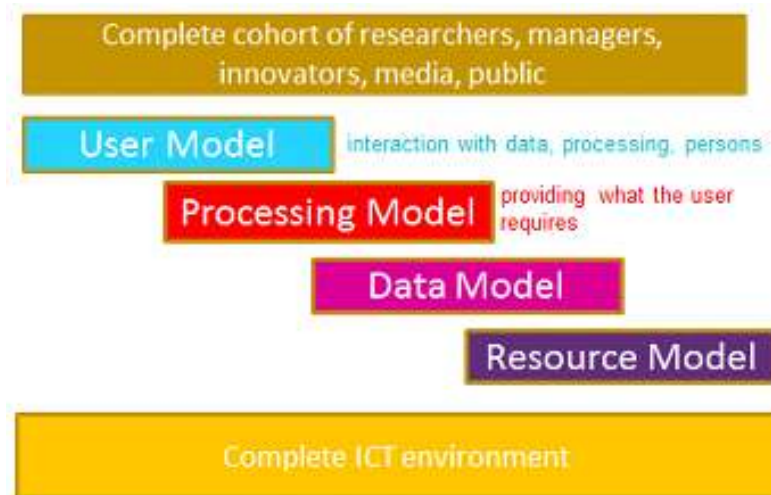 Complete cohort of researchers, managers,
innovators, media, public
User Model
interaction with data, processing, persons
Processing Model
providing what the user
requires
Data Model
Resource Model
Complete ICT environment